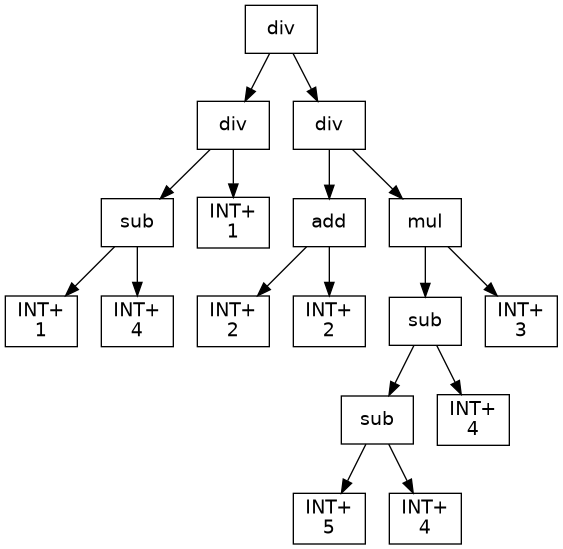 div
div
div
sub
INT+
1
add
mul
INT+
1
INT+
4
INT+
2
INT+
2
sub
INT+
3
sub
INT+
4
INT+
5
INT+
4